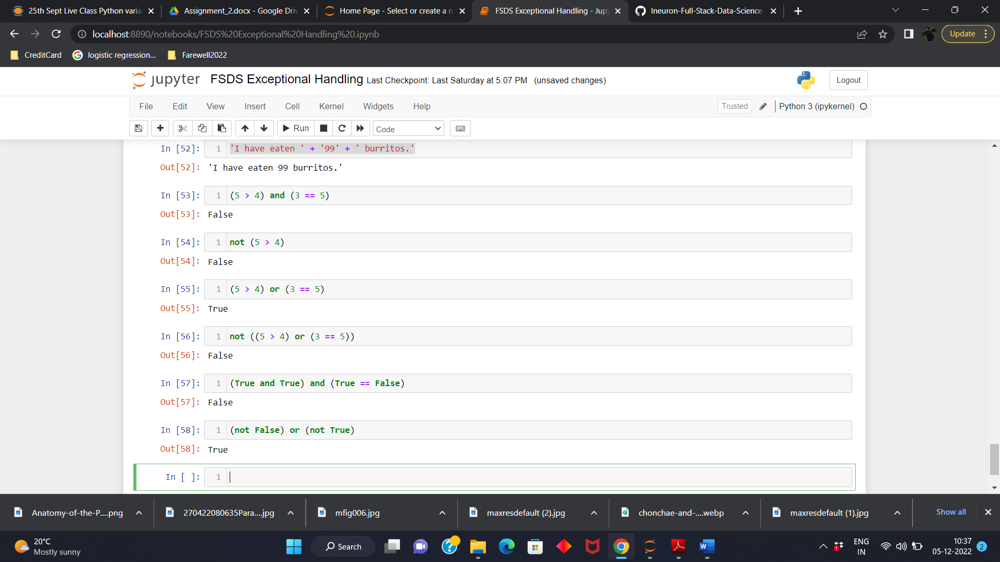 25th Sept Live Class Python varia
Assignment_2.docx - Google Driv
Home Page - Select or create a n
FSDS Exceptional Handling - Jupy
Ineuron-Full-Stack-Data-Science-
localhost:8890/notebooks/FSDS%20Exceptional%20Handling%20.ipynb
Update
CreditCard
logistic regression...
Farewell2022
jupyter FSDS Exceptional Handling Last Checkpoint: Last Saturday at 5:07 PM (unsaved changes)
Logout
File Edit View Insert Cell Kernel Widgets Help
Trusted
Python 3 (ipykernel)
Run
Code
In [52]: 1 'I have eaten ' + '99' + ' burritos.'
Out[52]: 'I have eaten 99 burritos.'
In [53]: 1 (5 > 4) and (3 == 5)
Out[53]: False
In [54]: 1 not (5 > 4)
Out[54]: False
In [55]: 1 (5 > 4) or (3 == 5)
Out[55]: True
In [56]: 1 not ((5 > 4) or (3 == 5))
Out[56]: False
In [57]: 1 (True and True) and (True == False)
Out[57]: False
In [58]: 1 (not False) or (not True)
Out[58]: True
In [ ]: 1
Anatomy-of-the-P....png
270422080635Para....jpg
mfig006.jpg
maxresdefault (2).jpg
chonchae-and-....webp
maxresdefault (1).jpg
Show all
20°C
Mostly sunny
Search
1
ENG
IN
10:37
05-12-2022
2